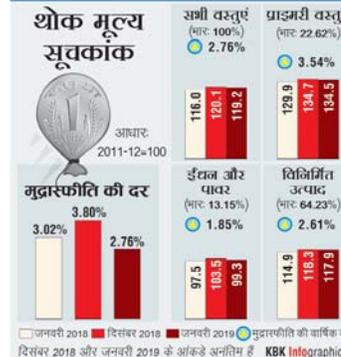 थोक मूल्य
सूचकांक
1
आधारः
2011-12=100
मुद्रास्फीति की दर
3.02%
3.80%
2.76%
सभी वस्तुएं
(भारः 100%)
2.76%
116.0
120.1
119.2
प्राइमरी वस्तु
(भारः 22.62%)
3.54%
129.9
134.7
134.5
ईंधन और
पावर
(भारः 13.15%)
1.85%
97.5
103.5
99.3
विनिर्मित
उत्पाद
(भारः 64.23%)
2.61%
114.9
118.3
117.9
जनवरी 2018 दिसंबर 2018 जनवरी 2019 मुद्रास्फीति की वार्षिक
दिसंबर 2018 और जनवरी 2019 के आंकडे अनंतिम हैं KBK Infographic